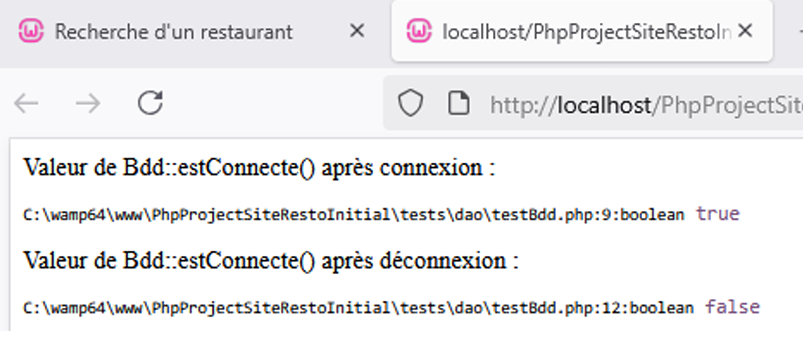 Recherche d'un restaurant
localhost/PhpProjectSiteRestoIn
http://localhost/PhpProjectSit
Valeur de Bdd::estConnecte() après connexion :
C:\wamp64\www\PhpProjectSiteRestoInitial\tests\dao\testBdd.php:9:boolean true
Valeur de Bdd::estConnecte() après déconnexion :
C:\wamp64\www\PhpProjectSiteRestoInitial\tests\dao\testBdd.php:12:boolean false